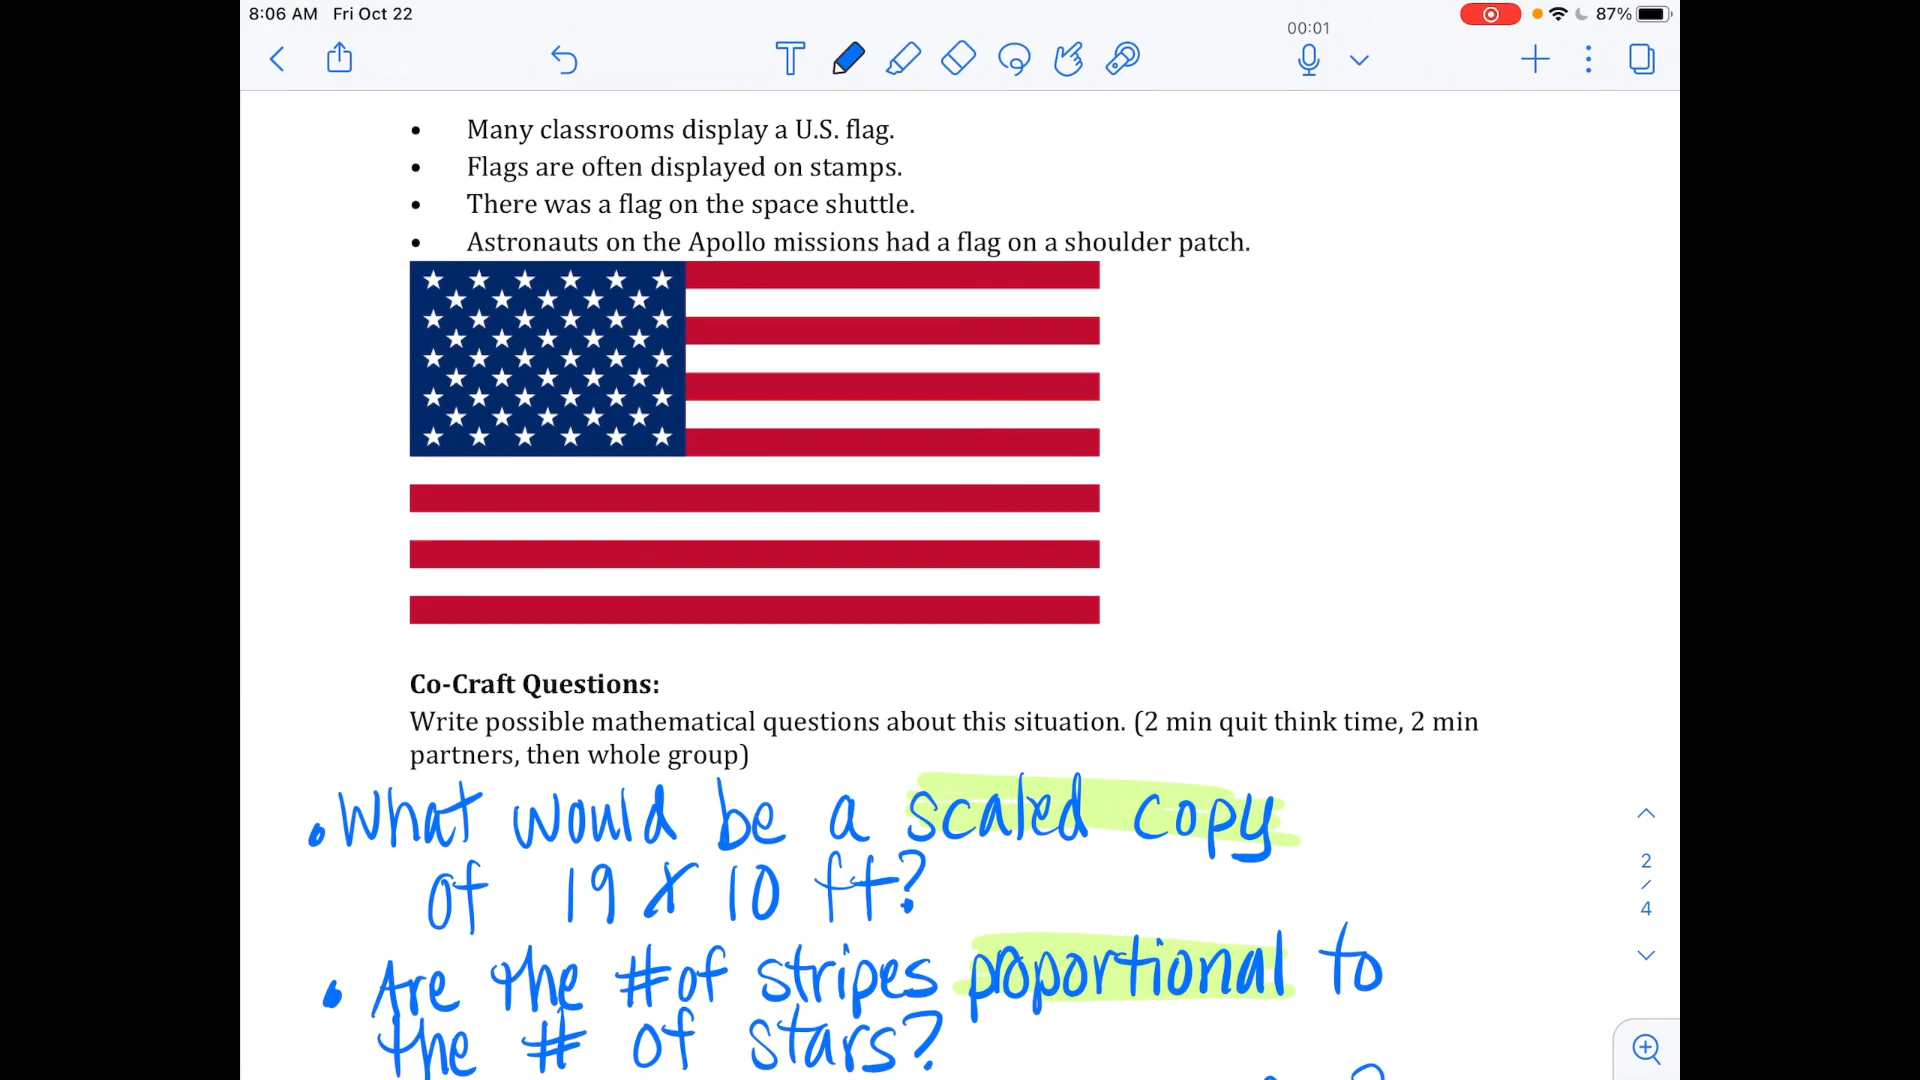 8:06 AM Fri Oct 22
87%
00:01
T
• Many classrooms display a U.S. flag.
• Flags are often displayed on stamps.
• There was a flag on the space shuttle.
• Astronauts on the Apollo missions had a flag on a shoulder patch.
Co-Craft Questions:
Write possible mathematical questions about this situation. (2 min quit think time, 2 min
partners, then whole group)
• What would be a scaled copy
of 19 x 10 ft?
• Are the # of stripes proportional to
the # of stars?
2
/
4